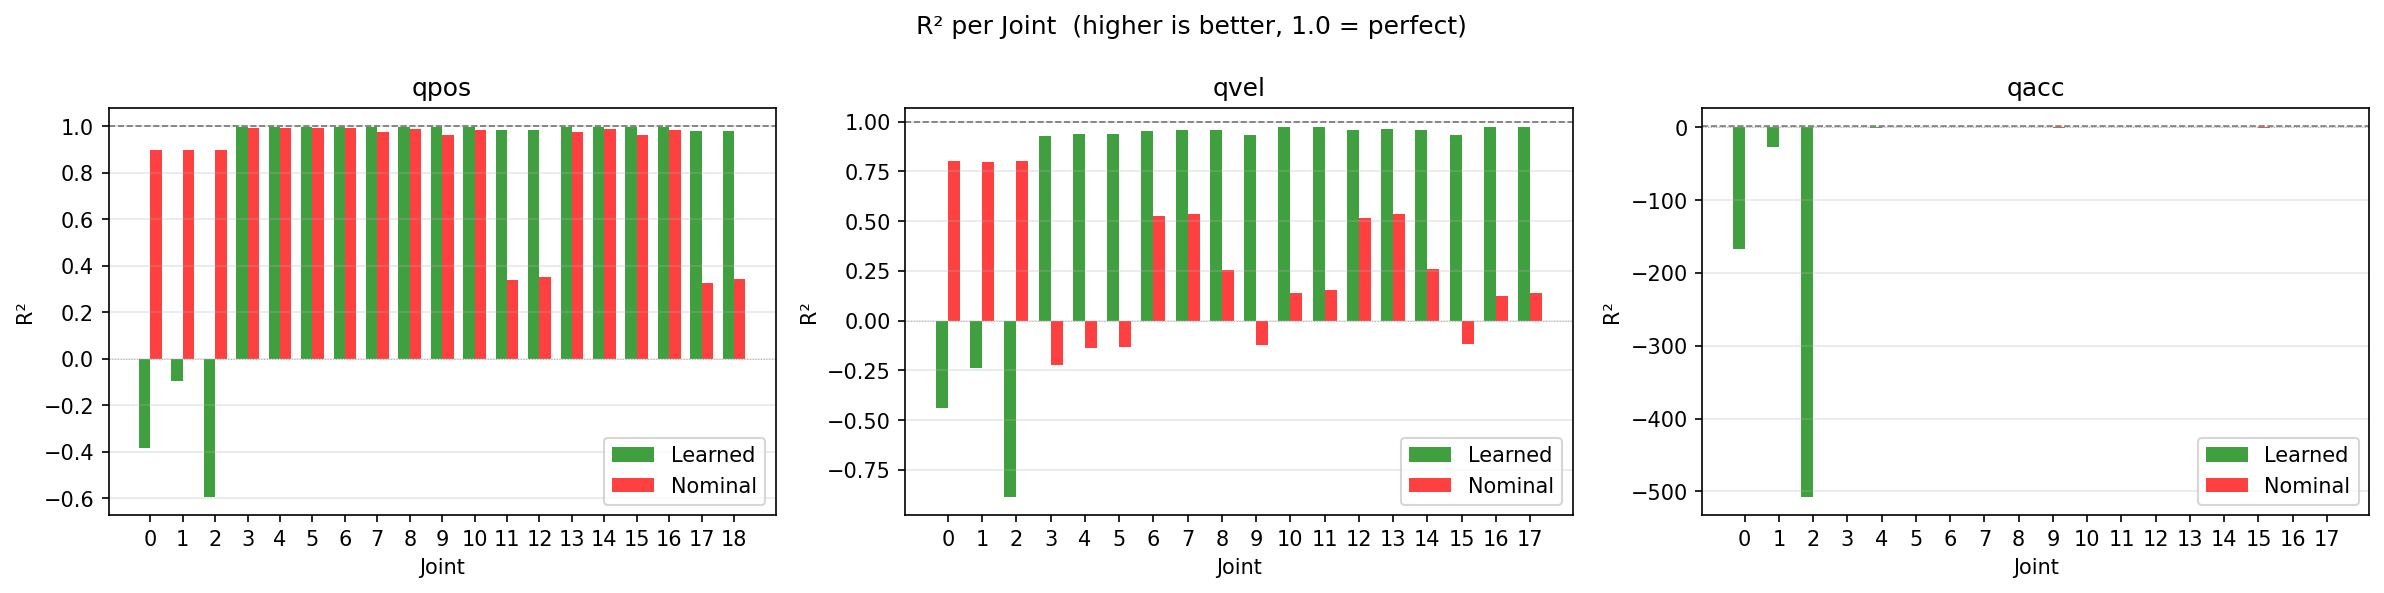 R² per Joint  (higher is better, 1.0 = perfect)
qpos
1.0
0.8
0.6
0.4
0.2
0.0
−0.2
−0.4
−0.6
R²
0 1 2 3 4 5 6 7 8 9 10 11 12 13 14 15 16 17 18
Joint
Learned
Nominal
qvel
1.00
0.75
0.50
0.25
0.00
−0.25
−0.50
−0.75
R²
0 1 2 3 4 5 6 7 8 9 10 11 12 13 14 15 16 17
Joint
Learned
Nominal
qacc
0
−100
−200
−300
−400
−500
R²
0 1 2 3 4 5 6 7 8 9 10 11 12 13 14 15 16 17
Joint
Learned
Nominal